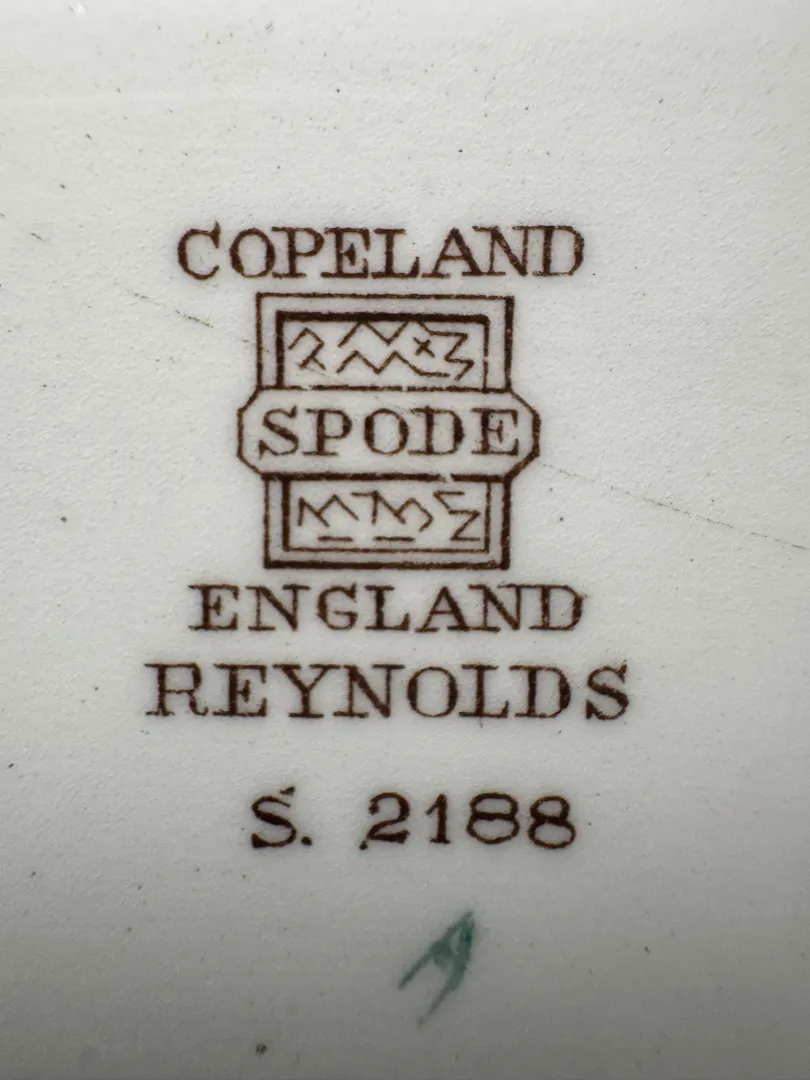 COPELAND
SPODE
ENGLAND
REYNOLDS
S. 2188